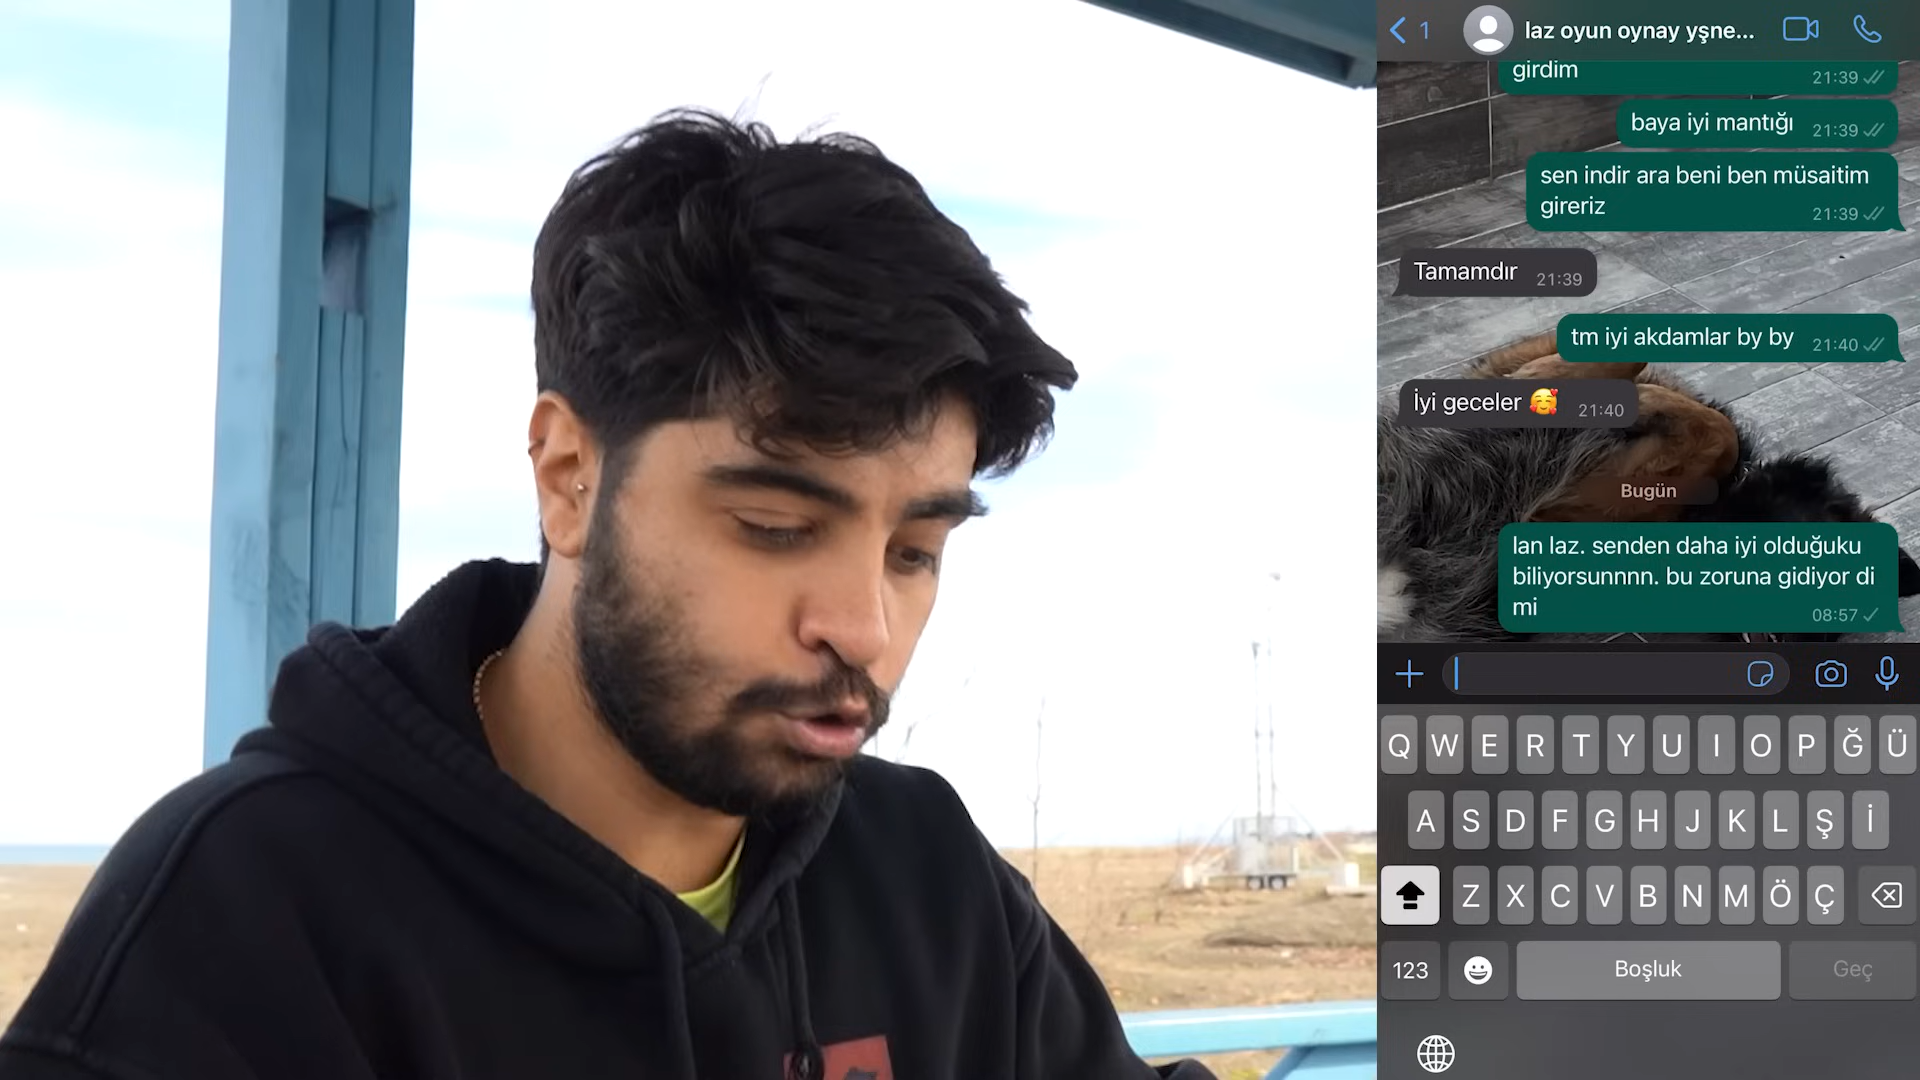 1
laz oyun oynay yşne...
girdim
21:39
baya iyi mantığı
21:39
sen indir ara beni ben müsaitim
gireriz
21:39
Tamamdır
21:39
tm iyi akdamlar by by
21:40
İyi geceler 🥰
21:40
Bugün
lan laz. senden daha iyi olduğuku
biliyorsunnnn. bu zoruna gidiyor di
mi
08:57
Q W E R T Y U I O P Ğ Ü
A S D F G H J K L Ş İ
Z X C V B N M Ö Ç
123
Boşluk
Geç